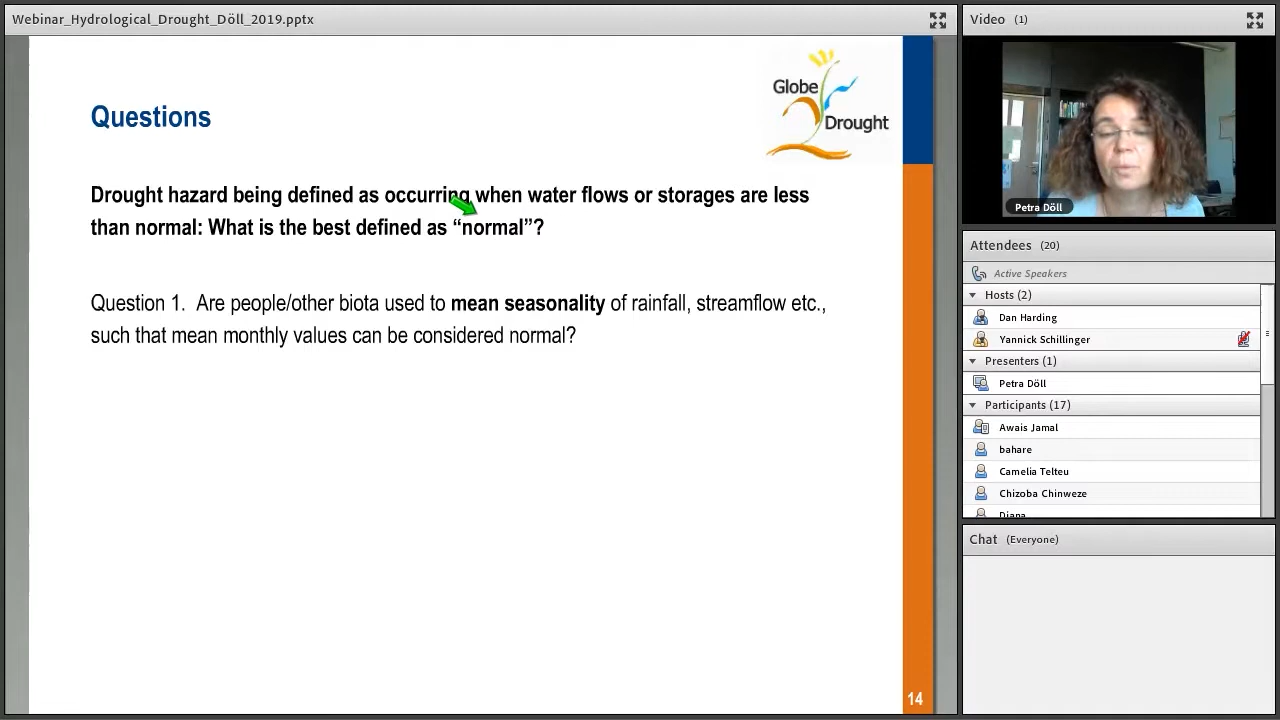 Webinar_Hydrological_Drought_Döll_2019.pptx
Globe
Drought
Questions
Drought hazard being defined as occurring when water flows or storages are less
than normal: What is the best defined as “normal”?
Question 1. Are people/other biota used to mean seasonality of rainfall, streamflow etc.,
such that mean monthly values can be considered normal?
14
Video (1)
Petra Döll
Attendees (20)
Active Speakers
Hosts (2)
Dan Harding
Yannick Schillinger
Presenters (1)
Petra Döll
Participants (17)
Awais Jamal
bahare
Camelia Telteu
Chizoba Chinweze
Diana
Chat (Everyone)